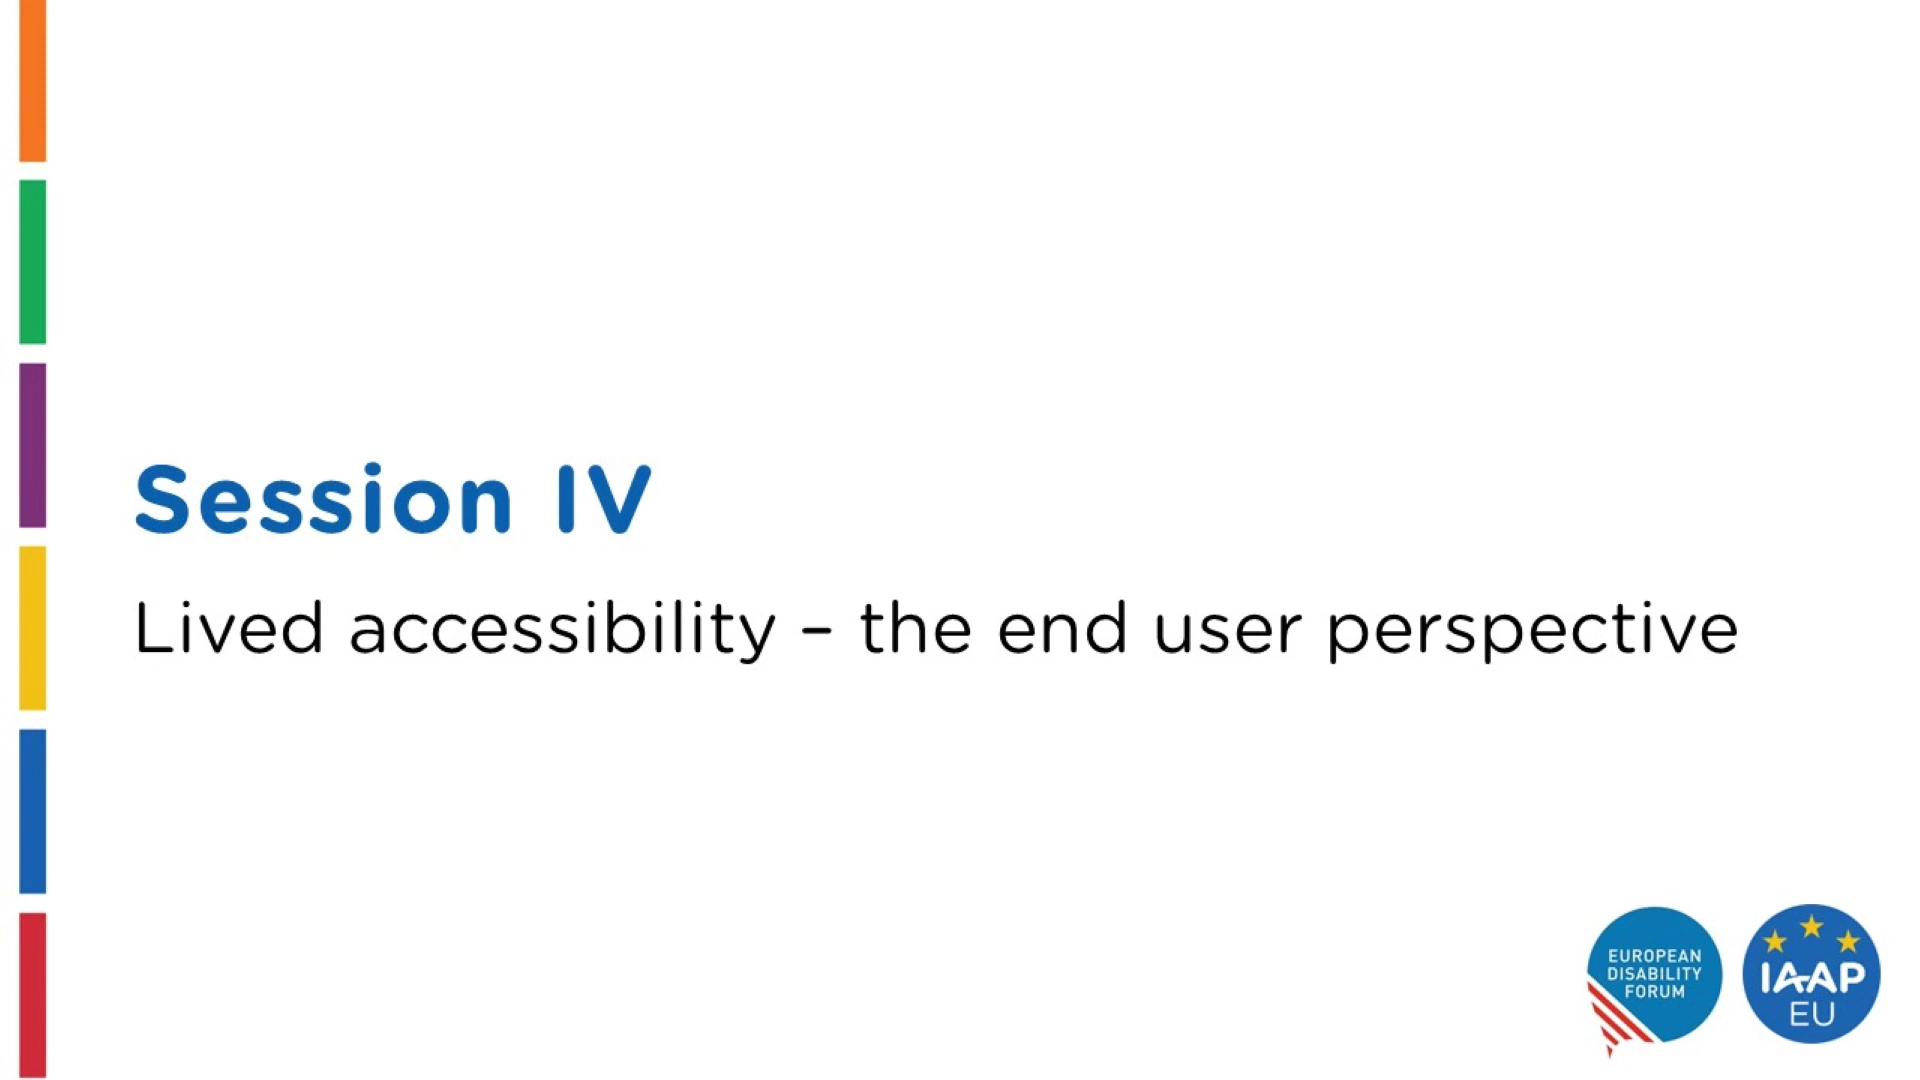 Session IV
Lived accessibility – the end user perspective
EUROPEAN
DISABILITY
FORUM
IAAP
EU